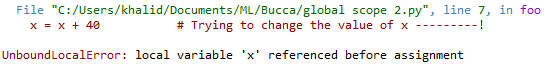 File "C:/Users/khalid/Documents/ML/Bucca/global scope 2.py", line 7, in foo
x = x + 40 # Trying to change the value of x ---------!
UnboundLocalError: local variable 'x' referenced before assignment